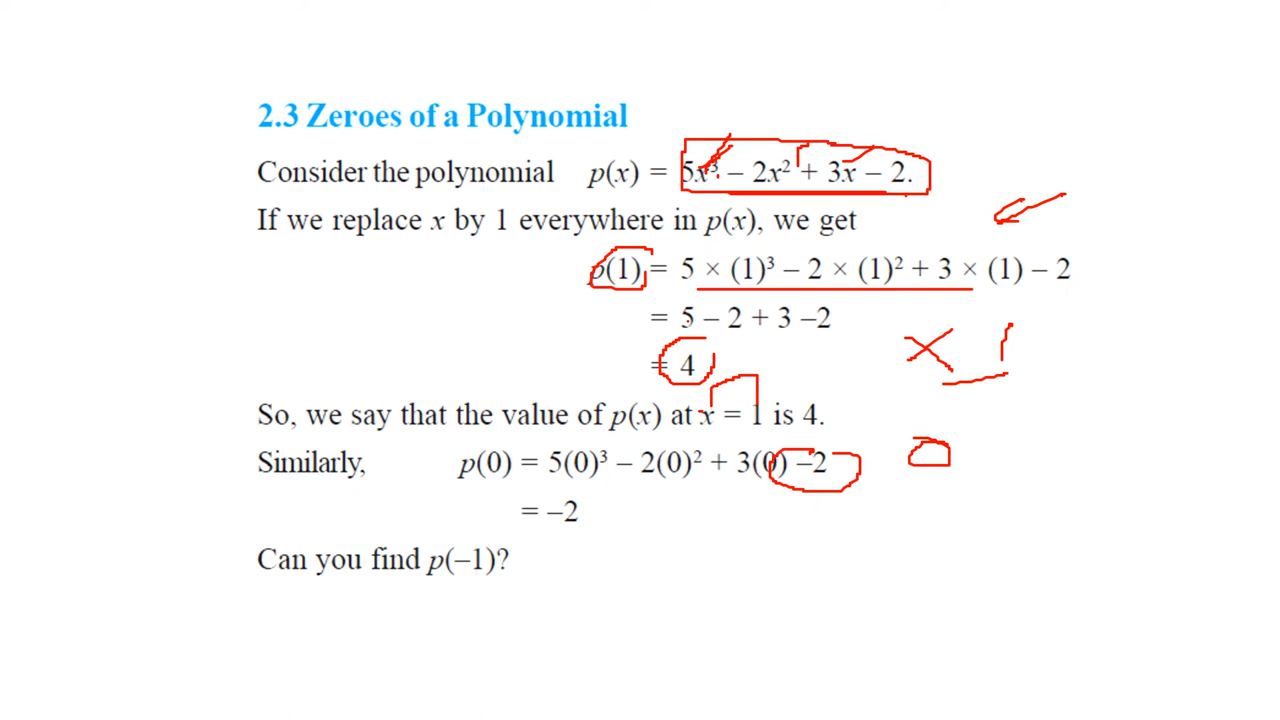 2.3 Zeroes of a Polynomial
Consider the polynomial p(x) = 5x³ – 2x² + 3x – 2.
If we replace x by 1 everywhere in p(x), we get
p(1) = 5 × (1)³ – 2 × (1)² + 3 × (1) – 2
= 5 – 2 + 3 –2
= 4
So, we say that the value of p(x) at x = 1 is 4.
Similarly, p(0) = 5(0)³ – 2(0)² + 3(0) –2
= –2
Can you find p(–1)?